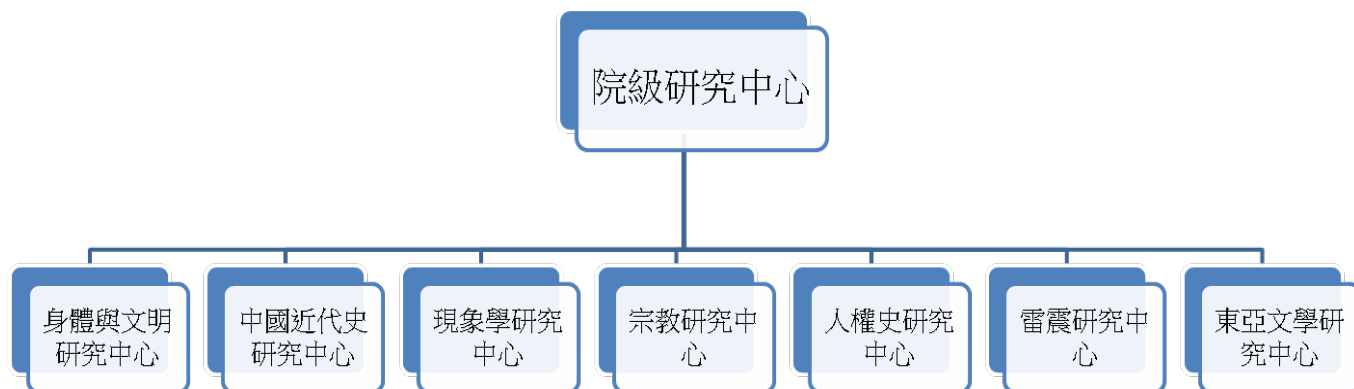 院級研究中心
身體與文明
研究中心
中國近代史
研究中心
現象學研究
中心
宗教研究中
心
人權史研究
中心
雷震研究中
心
東亞文學研
究中心